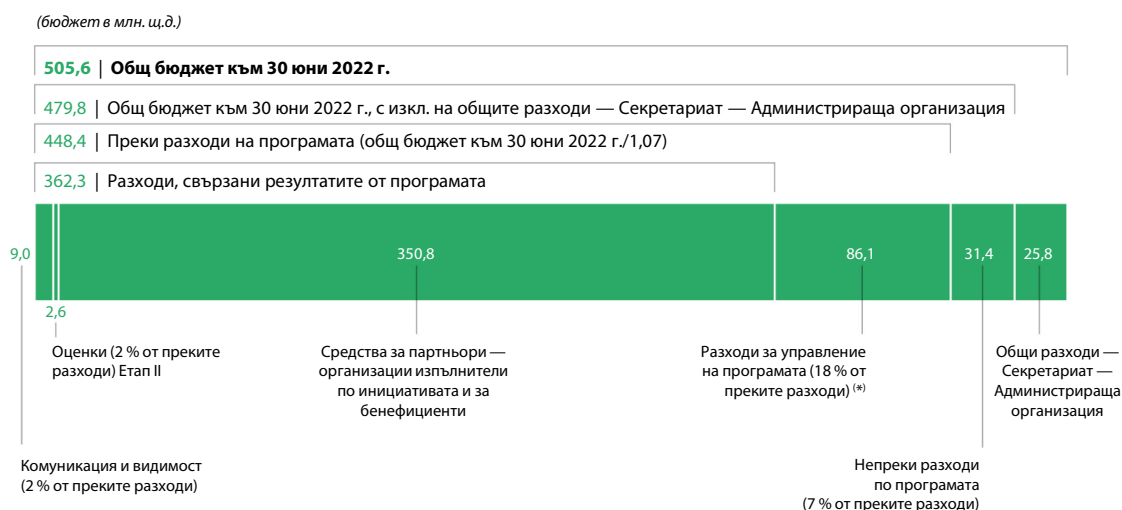 (бюджет в млн. щ.д.)
505,6 | Общ бюджет към 30 юни 2022 г.
479,8 | Общ бюджет към 30 юни 2022 г., с изкл. на общите разходи — Секретариат — Администрираща организация
448,4 | Преки разходи на програмата (общ бюджет към 30 юни 2022 г./1,07)
362,3 | Разходи, свързани резултатите от програмата
9,0
350,8
86,1
31,4
25,8
2,6
Оценки (2 % от преките
разходи) Етап II
Средства за партньори —
организации изпълнители
по инициативата и за
бенефициенти
Разходи за управление
на програмата (18 % от
преките разходи) (*)
Общи разходи —
Секретариат —
Администрираща
организация
Комуникация и видимост
(2 % от преките разходи)
Непреки разходи
по програмата
(7 % от преките разходи)